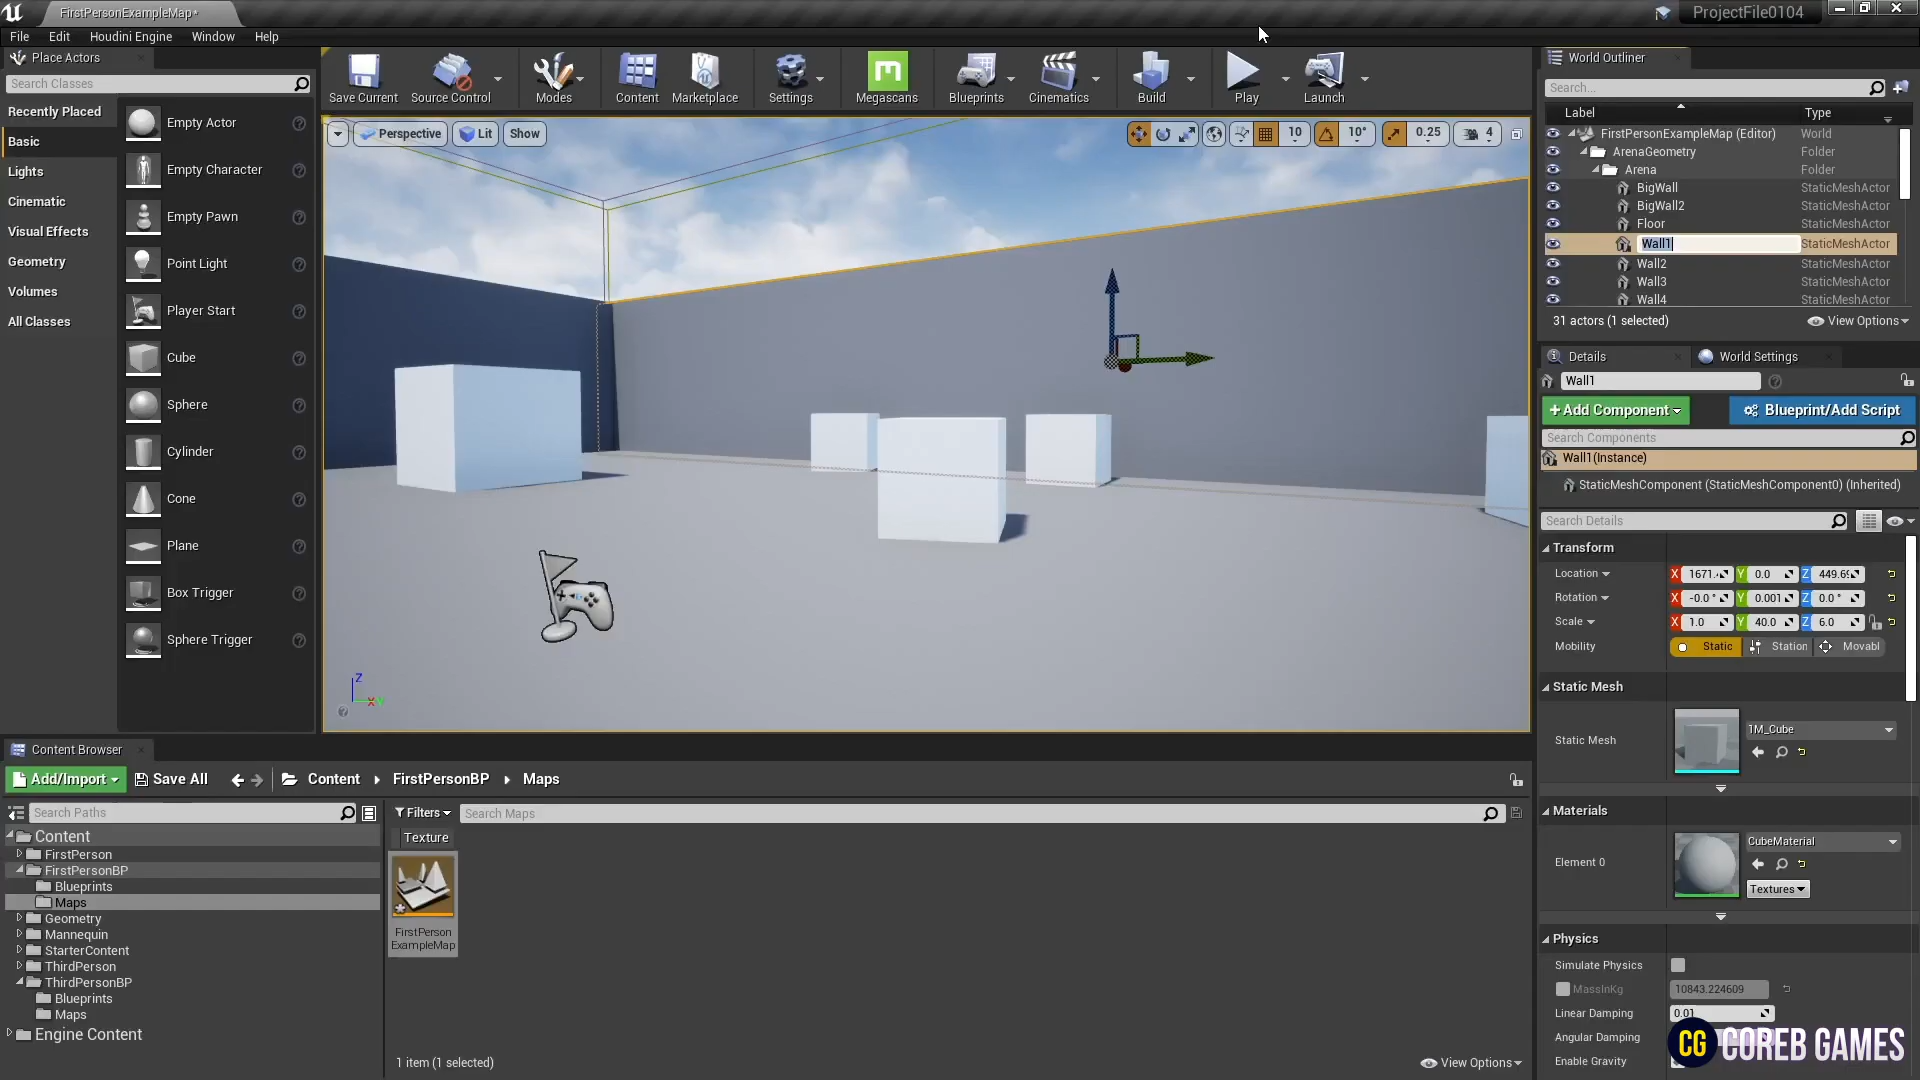 FirstPersonExampleMap*
ProjectFile0104
File Edit Houdini Engine Window Help
Place Actors
Search Classes
Recently Placed
Basic
Lights
Cinematic
Visual Effects
Geometry
Volumes
All Classes
Empty Actor
Empty Character
Empty Pawn
Point Light
Player Start
Cube
Sphere
Cylinder
Cone
Plane
Box Trigger
Sphere Trigger
Save Current
Source Control
Modes
Content
Marketplace
Settings
Megascans
Blueprints
Cinematics
Build
Play
Launch
Perspective
Lit
Show
10
10°
0.25
4
Z
X Y
World Outliner
Search...
Label Type
FirstPersonExampleMap (Editor) World
ArenaGeometry Folder
Arena Folder
BigWall StaticMeshActor
BigWall2 StaticMeshActor
Floor StaticMeshActor
Wall1 StaticMeshActor
Wall2 StaticMeshActor
Wall3 StaticMeshActor
Wall4 StaticMeshActor
31 actors (1 selected)
View Options
Details
World Settings
Wall1
+Add Component
Blueprint/Add Script
Search Components
Wall1(Instance)
StaticMeshComponent (StaticMeshComponent0) (Inherited)
Search Details
Transform
Location X 1671. Y 0.0 Z 449.69
Rotation X -0.0 ° Y 0.001 Z 0.0 °
Scale X 1.0 Y 40.0 Z 6.0
Mobility Static Station Movabl
Static Mesh
Static Mesh
1M_Cube
Materials
Element 0
CubeMaterial
Textures
Physics
Simulate Physics
MassInKg 10843.224609
Linear Damping 0.01
Angular Damping
Enable Gravity
CG COREB GAMES
Content Browser
Add/Import
Save All
Content FirstPersonBP Maps
Search Paths
Filters
Search Maps
Texture
Content
FirstPerson
FirstPersonBP
Blueprints
Maps
Geometry
Mannequin
StarterContent
ThirdPerson
ThirdPersonBP
Blueprints
Maps
Engine Content
FirstPerson
ExampleMap
1 item (1 selected)
View Options